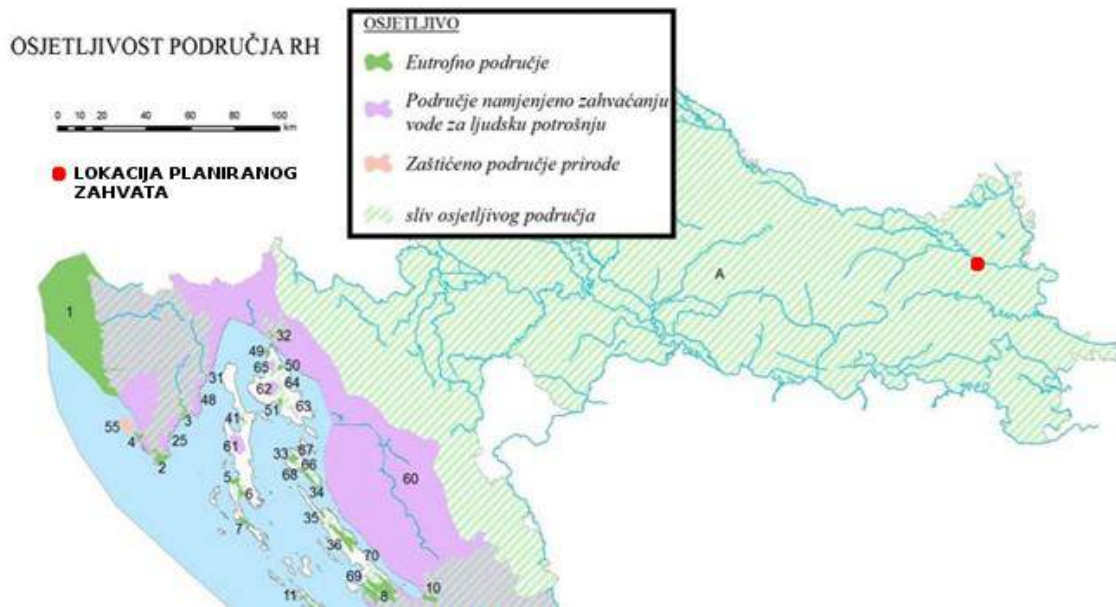 OSJETLJIVOST PODRUČJA RH
0 10 20 40 60 80 100
km
LOKACIJA PLANIRANOG
ZAHVATA
OSJETLJIVO
Eutrofno područje
Područje namjenjeno zahvaćanju
vode za ljudsku potrošnju
Zaštićeno područje prirode
sliv osjetljivog područja
A
1
32
49
65
50
31
62
64
48
51
63
3
41
55
4
25
61
2
33
67
66
68
60
5
6
34
7
35
36
70
69
8
10
11